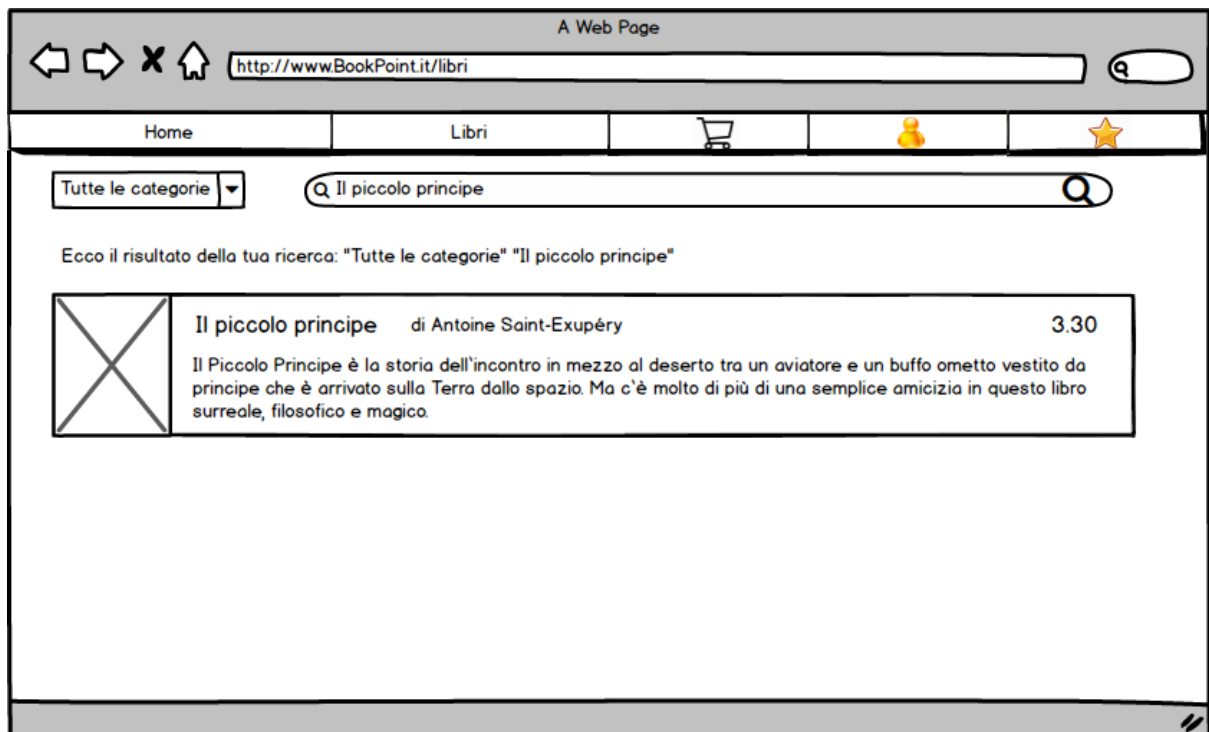 A Web Page
http://www.BookPoint.it/libri
Home Libri
Tutte le categorie Il piccolo principe
Ecco il risultato della tua ricerca: "Tutte le categorie" "Il piccolo principe"
Il piccolo principe di Antoine Saint-Exupéry 3.30
Il Piccolo Principe è la storia dell`incontro in mezzo al deserto tra un aviatore e un buffo ometto vestito da
principe che è arrivato sulla Terra dallo spazio. Ma c`è molto di più di una semplice amicizia in questo libro
surreale, filosofico e magico.